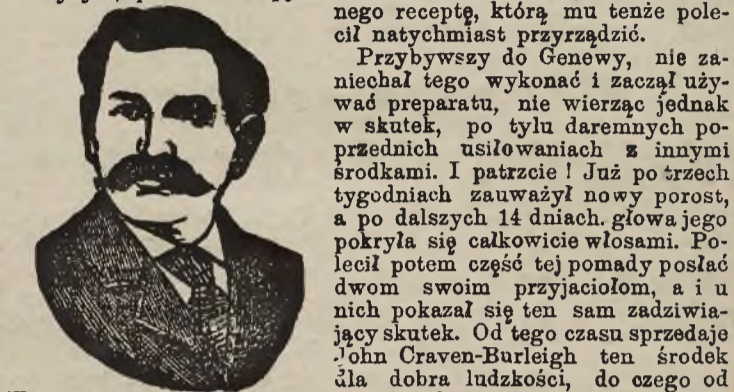 nego receptę, którą mu tenże pole-
cił natychmiast przyrządzić.
Przybywszy do Genewy, nie za-
niechał tego wykonać i zaczął uży-
wać preparatu, nie wierząc jednak
w skutek, po tylu daremnych po-
przednich usiłowaniach z innymi
środkami. I patrzcie! Już po trzech
tygodniach zauważył nowy porost,
a po dalszych 14 dniach. głowa jego
pokryła się całkowicie włosami. Po-
lecił potem część tej pomady posłać
dwom swoim przyjaciołom, a i u
nich pokazał się ten sam zadziwia-
jący skutek. Od tego czasu sprzedaje
John Craven-Burleigh ten środek
dla dobra ludzkości, do czego od